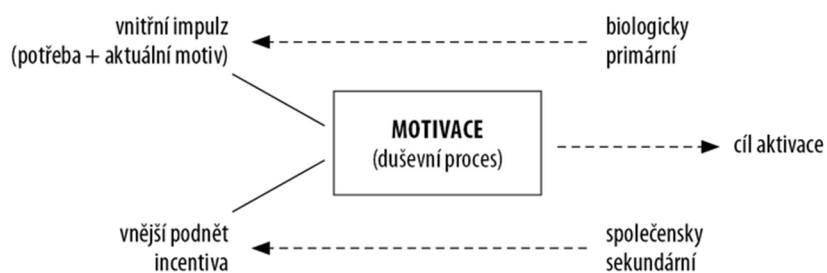 vnitřní impulz
(potřeba + aktuální motiv)
biologicky
primární
MOTIVACE
(duševní proces)
cíl aktivace
vnější podnět
incentiva
společensky
sekundární